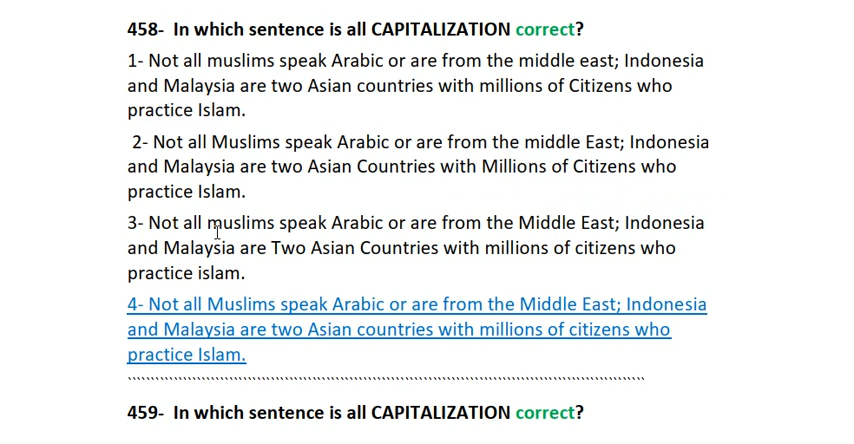 458-  In which sentence is all CAPITALIZATION correct?
1- Not all muslims speak Arabic or are from the middle east; Indonesia
and Malaysia are two Asian countries with millions of Citizens who
practice Islam.
2- Not all Muslims speak Arabic or are from the middle East; Indonesia
and Malaysia are two Asian Countries with Millions of Citizens who
practice Islam.
3- Not all muslims speak Arabic or are from the Middle East; Indonesia
and Malaysia are Two Asian Countries with millions of citizens who
practice islam.
4- Not all Muslims speak Arabic or are from the Middle East; Indonesia
and Malaysia are two Asian countries with millions of citizens who
practice Islam.
459-  In which sentence is all CAPITALIZATION correct?